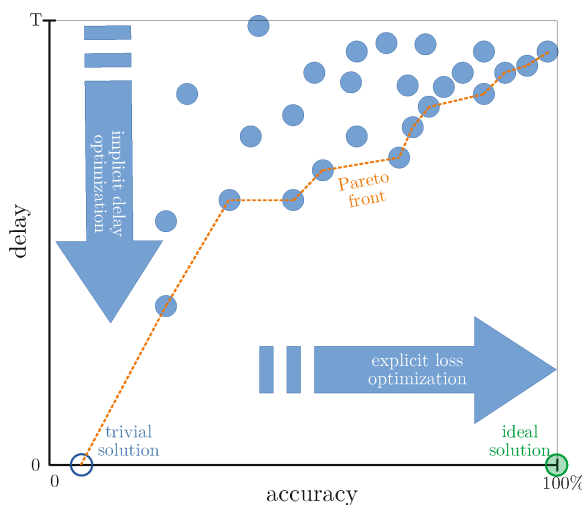 T
implicit delay
optimization
Pareto
front
delay
explicit loss
optimization
trivial
solution
ideal
solution
0
0
100%
accuracy